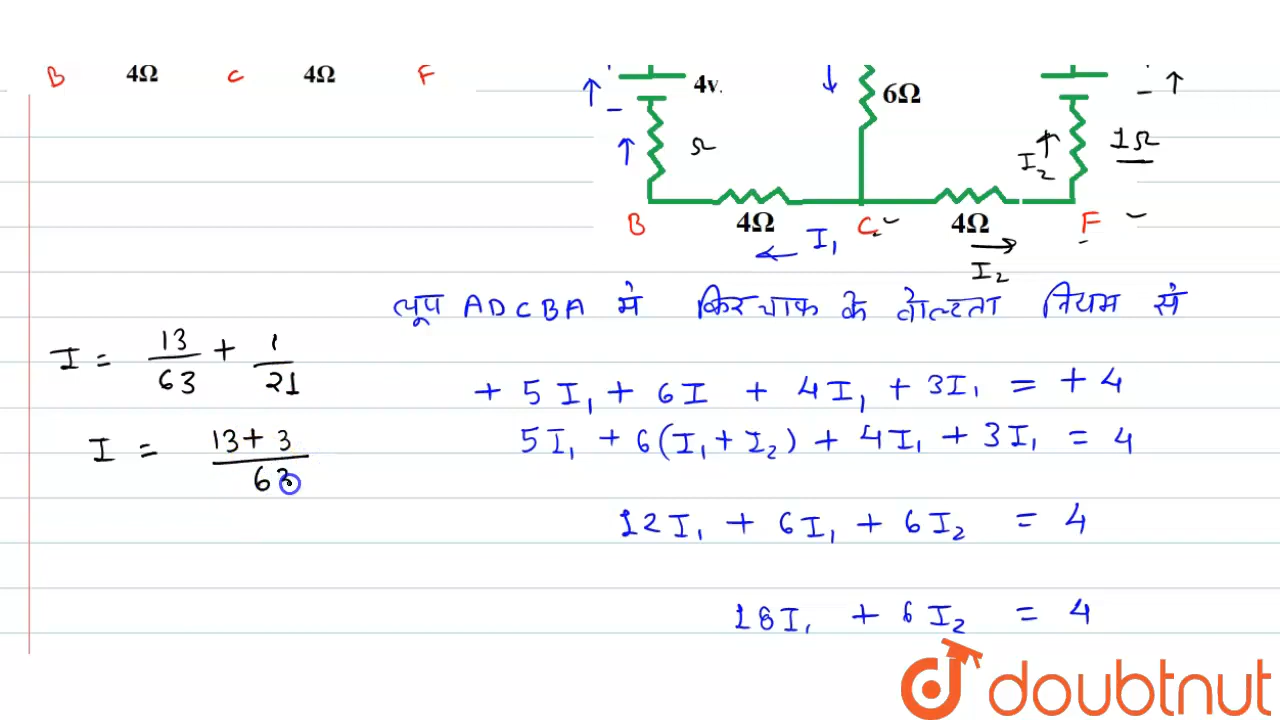 B 4Ω C 4Ω F
4v.
6Ω
Ω
I₂ 1Ω
B 4Ω C 4Ω F
I₁
I₂
लूप ADCBA में किरचाफ के वोल्टता नियम से
I = 13/63 + 1/21
+ 5I₁ + 6I + 4I₁ + 3I₁ = + 4
I = 13+3/63
5I₁ + 6(I₁+I₂) + 4I₁ + 3I₁ = 4
12I₁ + 6I₁ + 6I₂ = 4
18I₁ + 6I₂ = 4
doubtnut